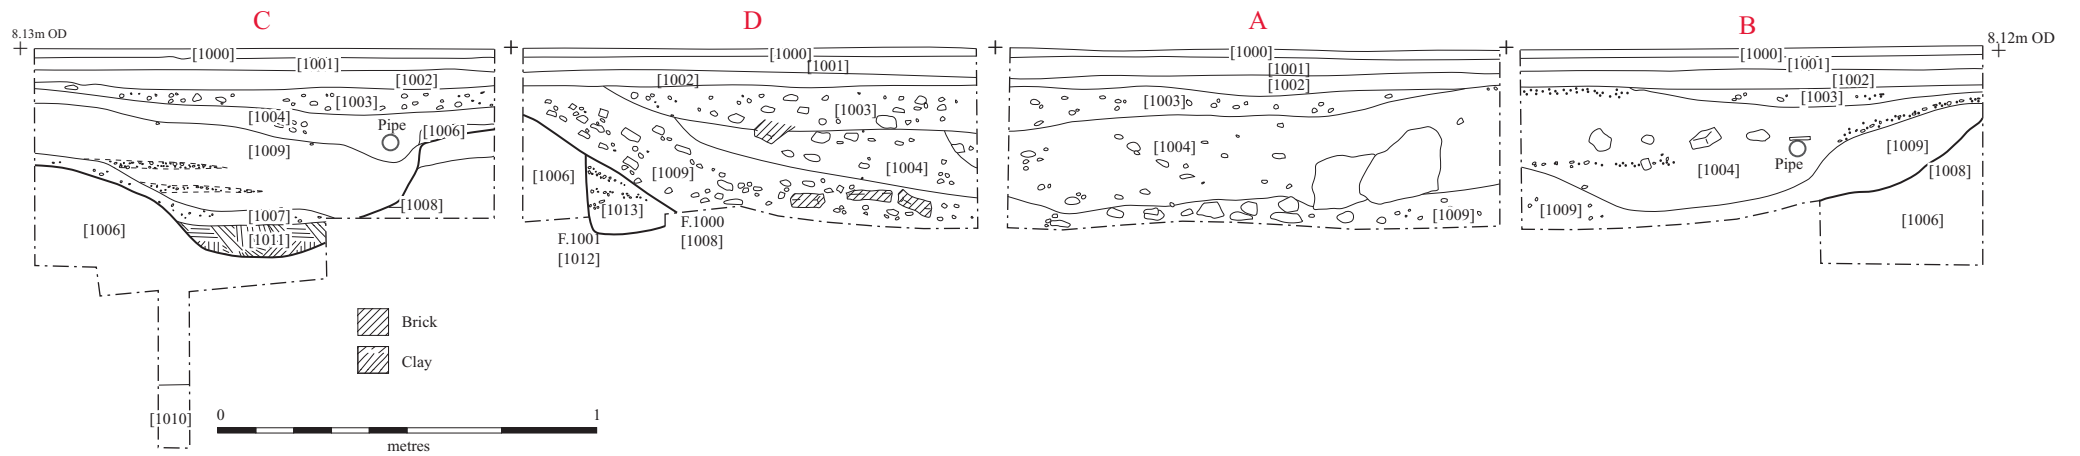 C
8.13m OD
[1000]
[1001]
[1002]
[1003]
[1004]
Pipe
[1006]
[1009]
[1008]
[1007]
[1006]
[1011]
[1010]
D
[1000]
[1001]
[1002]
[1003]
[1004]
[1009]
[1006]
[1013]
F.1001
[1012]
F.1000
[1008]
A
[1000]
[1001]
[1002]
[1003]
[1004]
[1009]
B
8.12m OD
[1000]
[1001]
[1002]
[1003]
[1009]
Pipe
[1004]
[1008]
[1009]
[1006]
Brick
Clay
0 1
metres